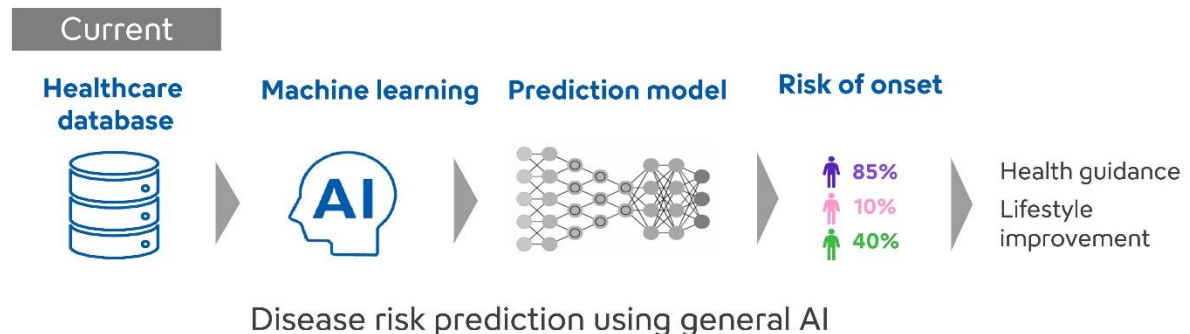 Current
Healthcare
database
Machine learning
Prediction model
Risk of onset
AI
85%
10%
40%
Health guidance
Lifestyle
improvement
Disease risk prediction using general AI